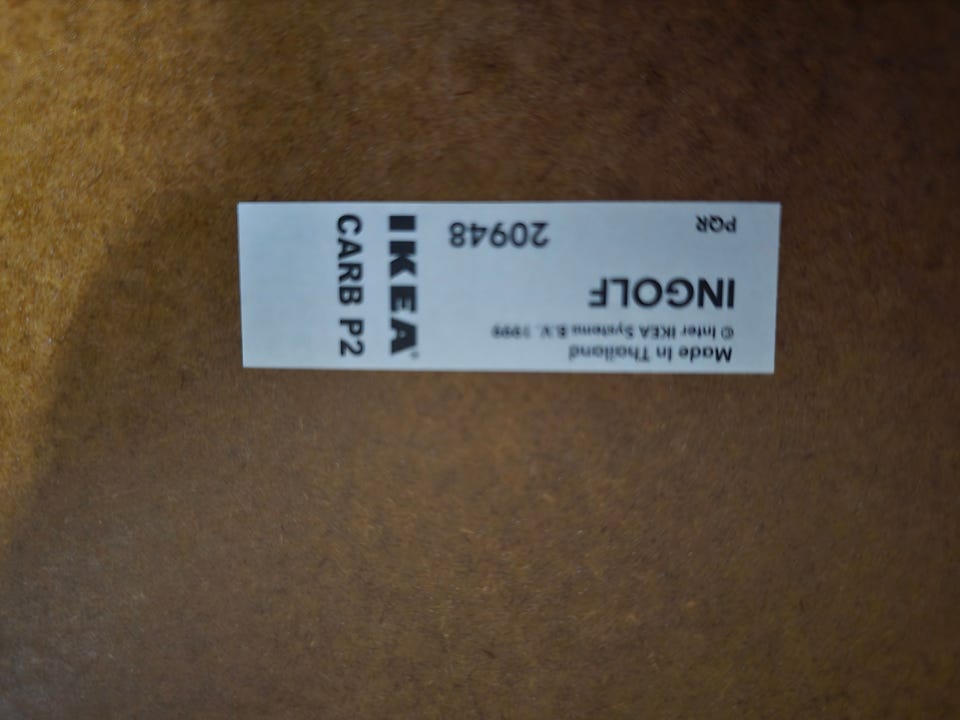 Made in Thailand
© Inter IKEA Systems B.V. 1999
INGOLF
PQR
20948
IKEA®
CARB P2